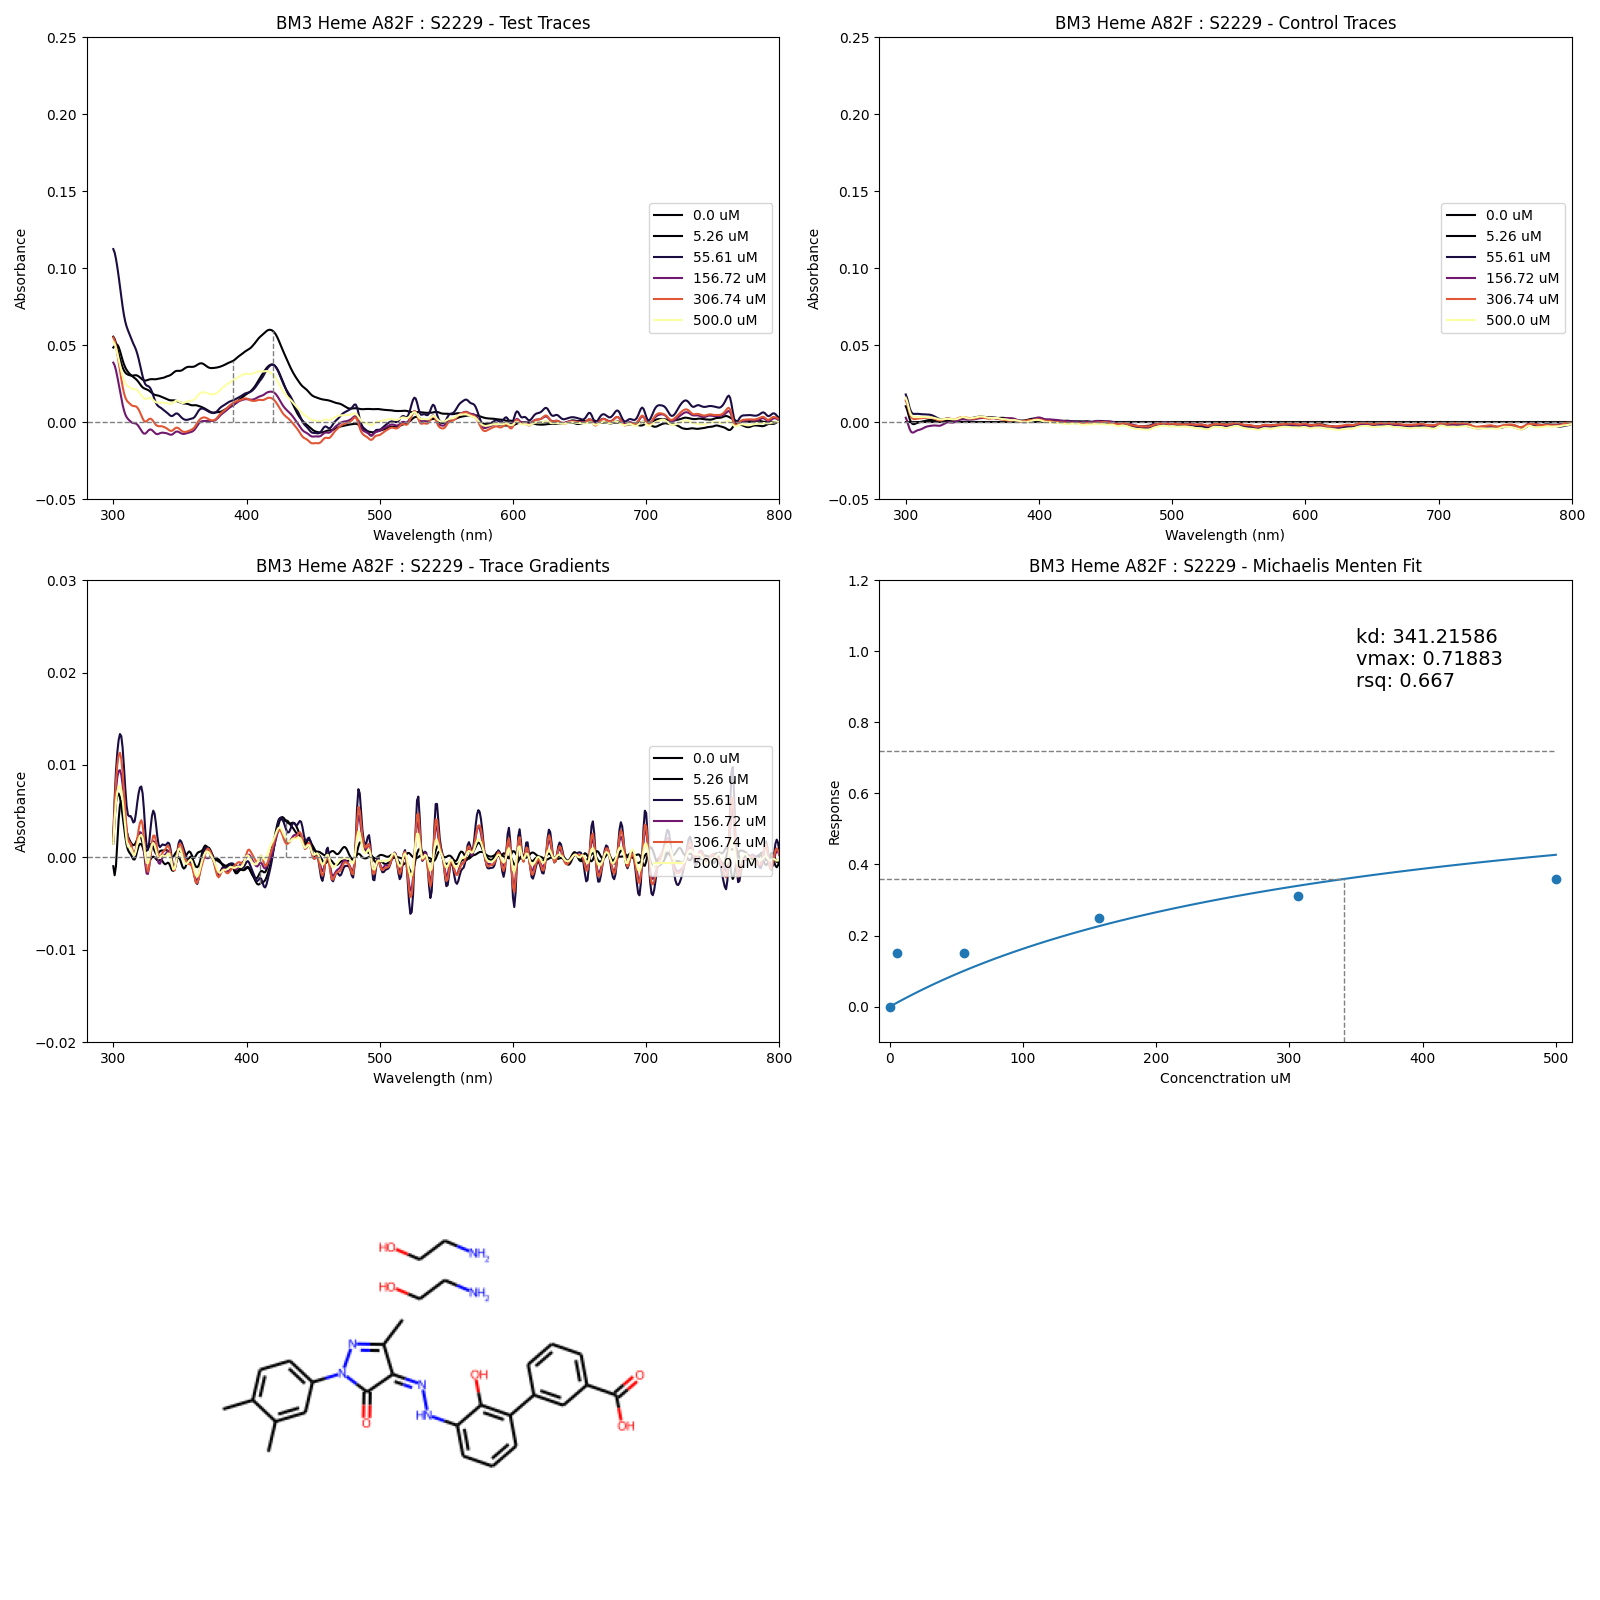 BM3 Heme A82F : S2229 - Test Traces
0.25
0.20
0.15
0.10
0.05
0.00
−0.05
Absorbance
300 400 500 600 700 800
Wavelength (nm)
0.0 uM
5.26 uM
55.61 uM
156.72 uM
306.74 uM
500.0 uM
BM3 Heme A82F : S2229 - Control Traces
0.25
0.20
0.15
0.10
0.05
0.00
−0.05
Absorbance
300 400 500 600 700 800
Wavelength (nm)
0.0 uM
5.26 uM
55.61 uM
156.72 uM
306.74 uM
500.0 uM
BM3 Heme A82F : S2229 - Trace Gradients
0.03
0.02
0.01
0.00
−0.01
−0.02
Absorbance
300 400 500 600 700 800
Wavelength (nm)
0.0 uM
5.26 uM
55.61 uM
156.72 uM
306.74 uM
500.0 uM
BM3 Heme A82F : S2229 - Michaelis Menten Fit
1.2
1.0
0.8
0.6
0.4
0.2
0.0
Response
kd: 341.21586
vmax: 0.71883
rsq: 0.667
0 100 200 300 400 500
Concenctration uM
HO NH2
HO NH2
N
N
O
N
HN
OH
O
OH